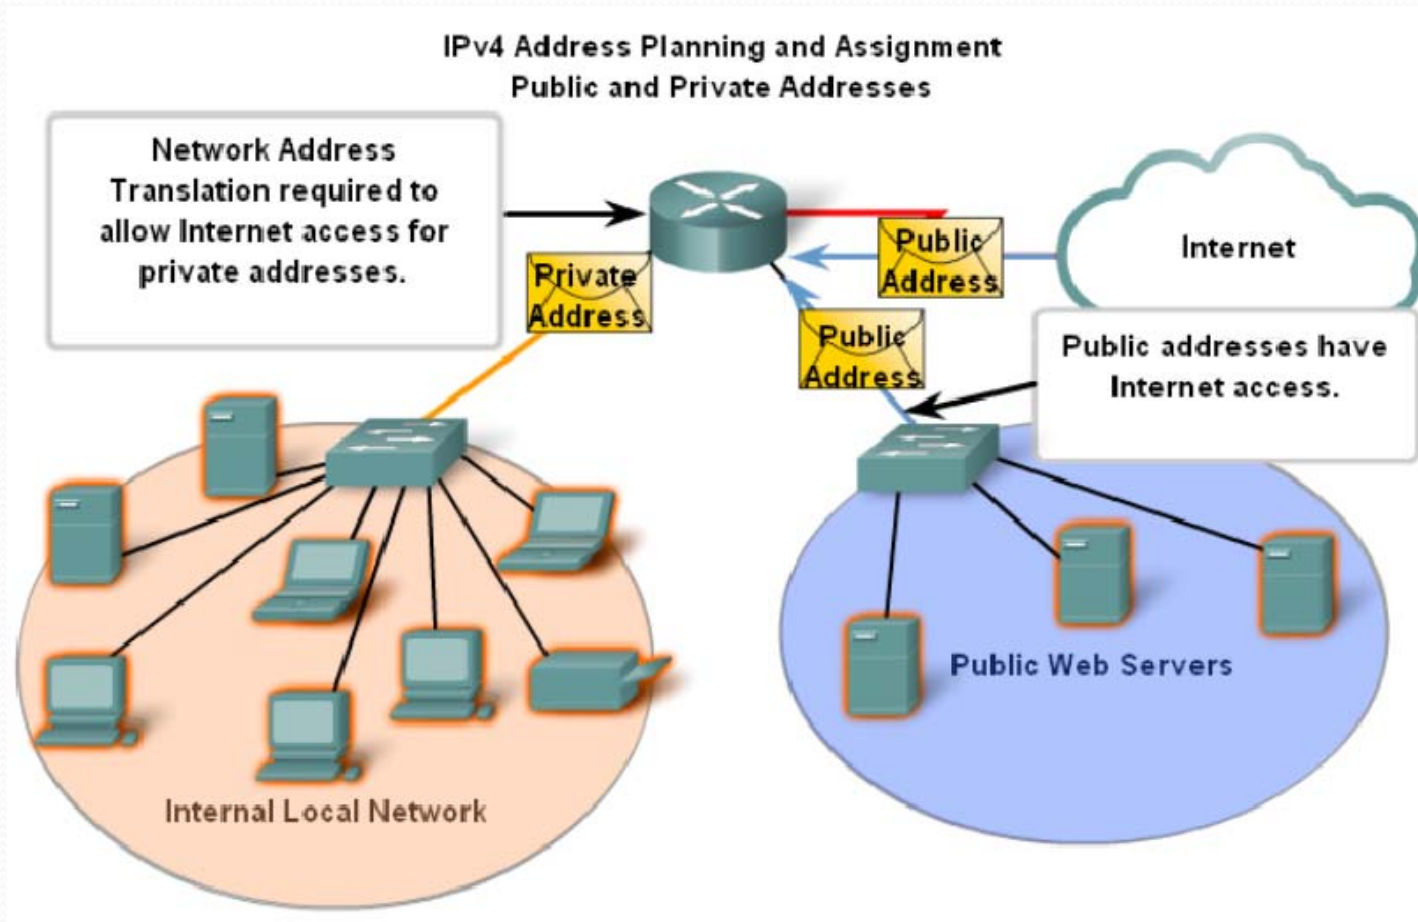 IPv4 Address Planning and Assignment
Public and Private Addresses
Network Address
Translation required to
allow Internet access for
private addresses.
Private
Address
Public
Address
Internet
Public
Address
Public addresses have
Internet access.
Public Web Servers
Internal Local Network